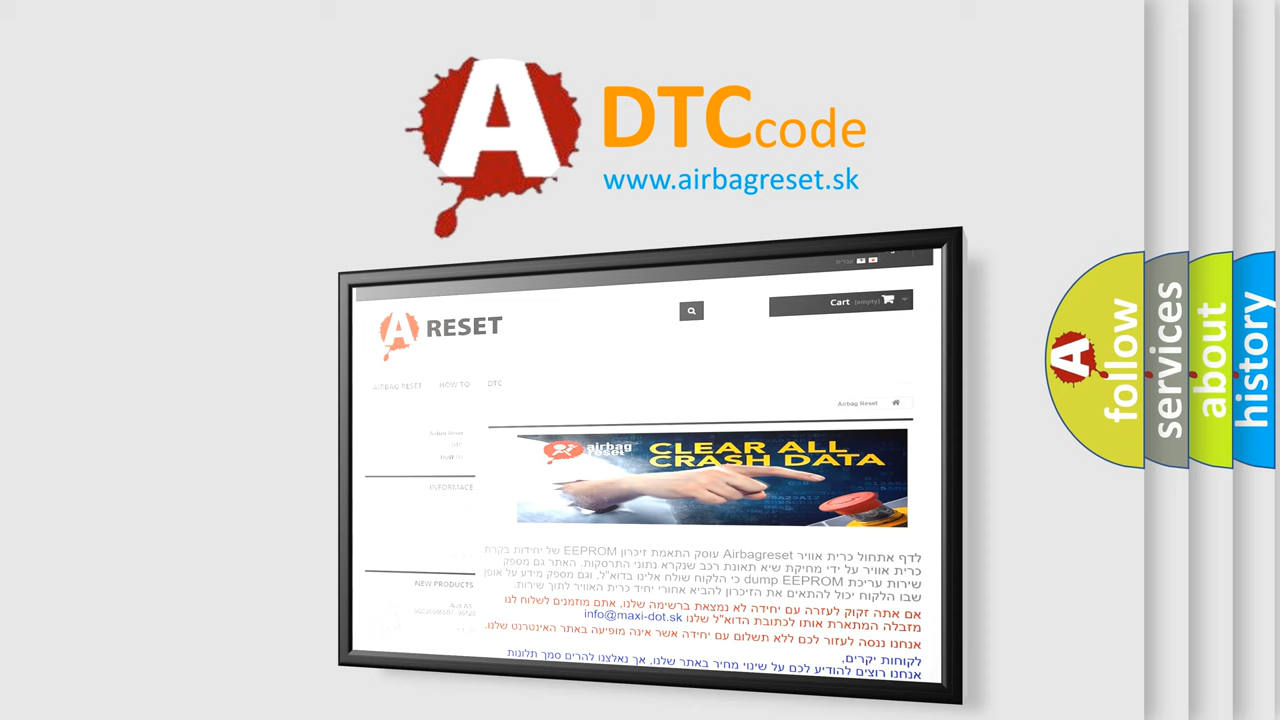 A DTC code
www.airbagreset.sk
עברית
Cart (empty)
A RESET
AIRBAG RESET HOW TO DTC
Airbag Reset
Airbag Reset
HOW TO
INFORMACE
NEW PRODUCTS
airbag reset
CLEAR ALL
CRASH DATA
לדף אתחול כרית אוויר Airbagreset עוסק התאמת זיכרון EEPROM של יחידות בקרת
כרית אוויר על ידי מחיקת שיא תאונת רכב שנקרא נתוני התרסקות. האתר גם מספק
שירות עריכת dump EEPROM כי הלקוח שולח אלינו בדוא"ל, וגם מספק מידע על אופן
שבו הלקוח יכול להתאים את הזיכרון להביא אחורי יחיד כרית האוויר לתוך שירות.
אם אתה זקוק לעזרה עם יחידה לא נמצאת ברשימה שלנו, אתם מוזמנים לשלוח לנו
מזבלה המתארת אותו לכתובת הדוא"ל שלנו info@maxi-dot.sk
אנחנו ננסה לעזור לכם ללא תשלום עם יחידה אשר אינה מופיעה באתר האינטרנט שלנו.
לקוחות יקרים,
אנחנו רוצים להודיע לכם על שינוי מחיר באתר שלנו, אך נאלצנו להרים סמך תלונות
A follow
services
about
history